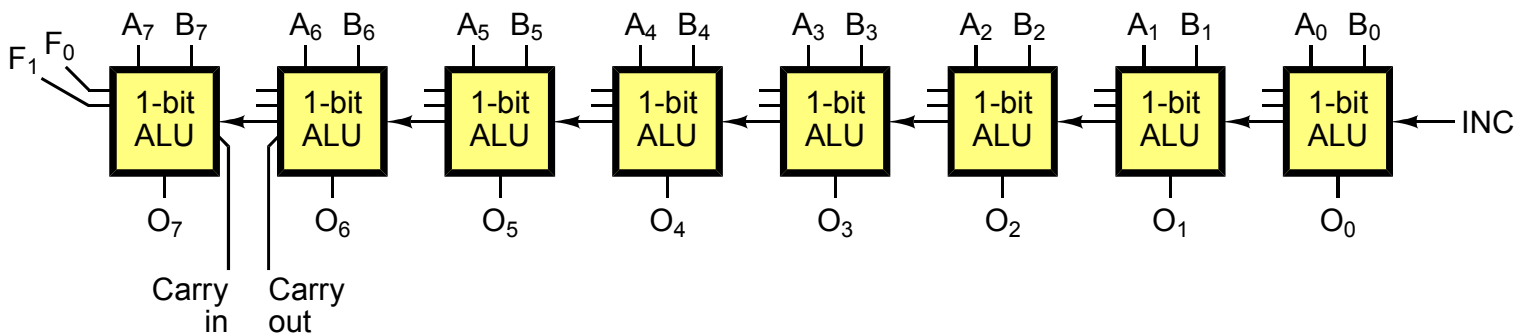 F₁ F₀ A₇ B₇ A₆ B₆ A₅ B₅ A₄ B₄ A₃ B₃ A₂ B₂ A₁ B₁ A₀ B₀
1-bit 1-bit 1-bit 1-bit 1-bit 1-bit 1-bit 1-bit
ALU ALU ALU ALU ALU ALU ALU ALU INC
O₇ O₆ O₅ O₄ O₃ O₂ O₁ O₀
Carry Carry
in out